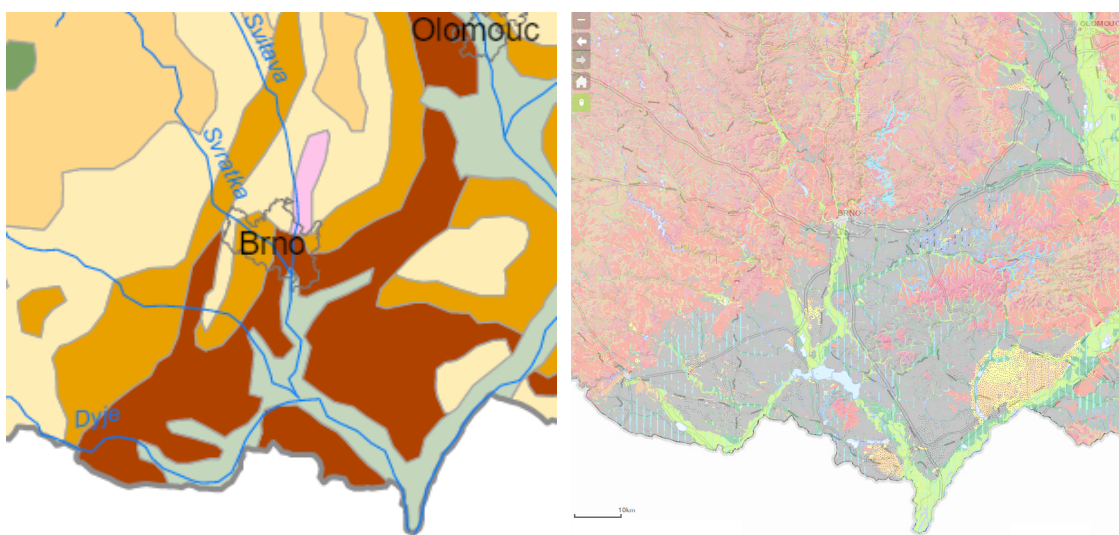 Olomouc
Svitava
Svratka
Brno
Dyje
OLOMOUC
BRNO
10km